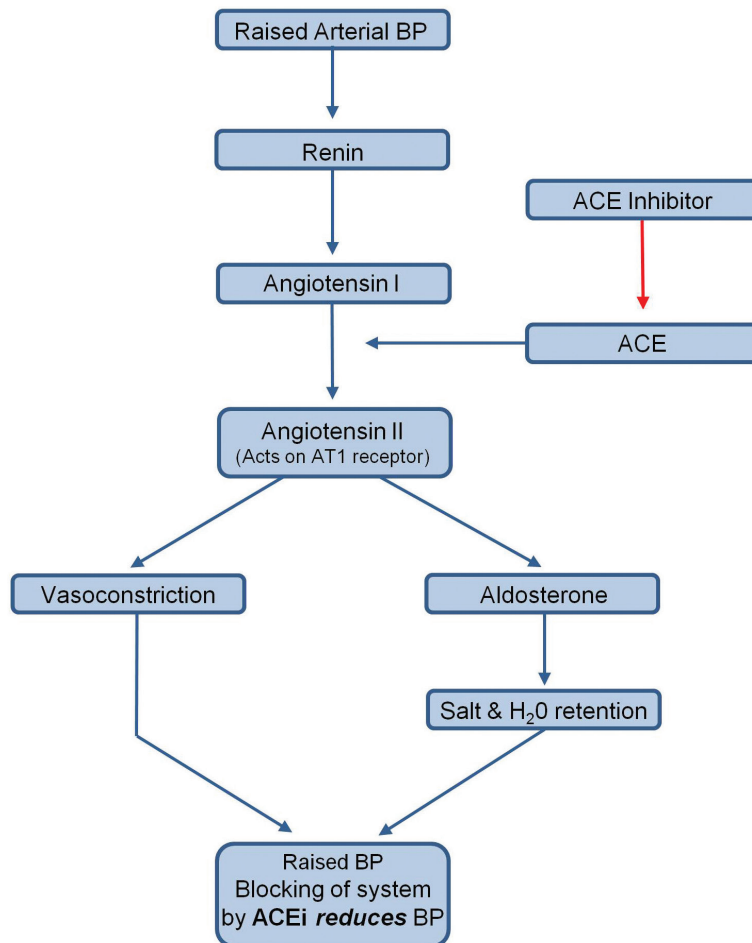 Raised Arterial BP
Renin
ACE Inhibitor
Angiotensin I
ACE
Angiotensin II
(Acts on AT1 receptor)
Vasoconstriction
Aldosterone
Salt & H₂0 retention
Raised BP
Blocking of system
by ACEi reduces BP